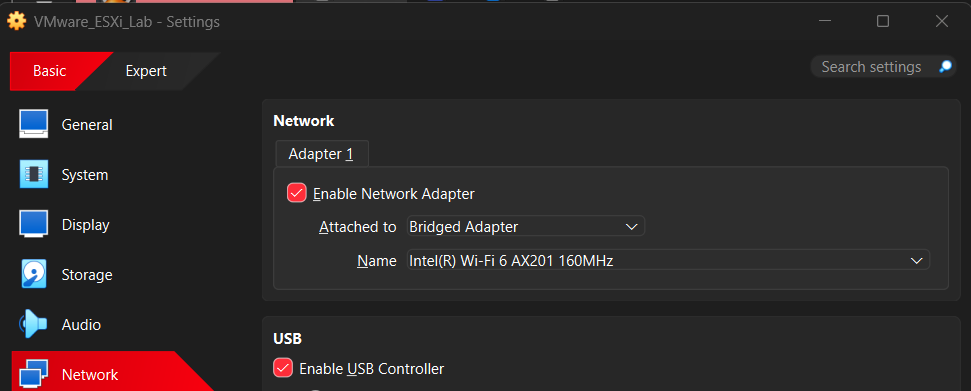 VMware_ESXi_Lab - Settings
Basic Expert Search settings
General
System
Display
Storage
Audio
Network
Network
Adapter 1
Enable Network Adapter
Attached to Bridged Adapter
Name Intel(R) Wi-Fi 6 AX201 160MHz
USB
Enable USB Controller